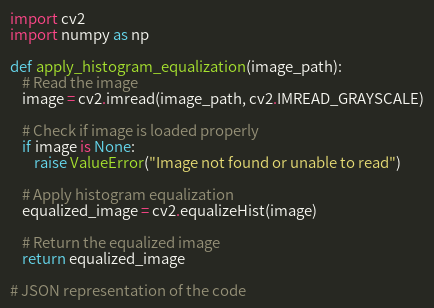 import cv2
import numpy as np
def apply_histogram_equalization(image_path):
# Read the image
image = cv2.imread(image_path, cv2.IMREAD_GRAYSCALE)
# Check if image is loaded properly
if image is None:
raise ValueError("Image not found or unable to read")
# Apply histogram equalization
equalized_image = cv2.equalizeHist(image)
# Return the equalized image
return equalized_image
# JSON representation of the code